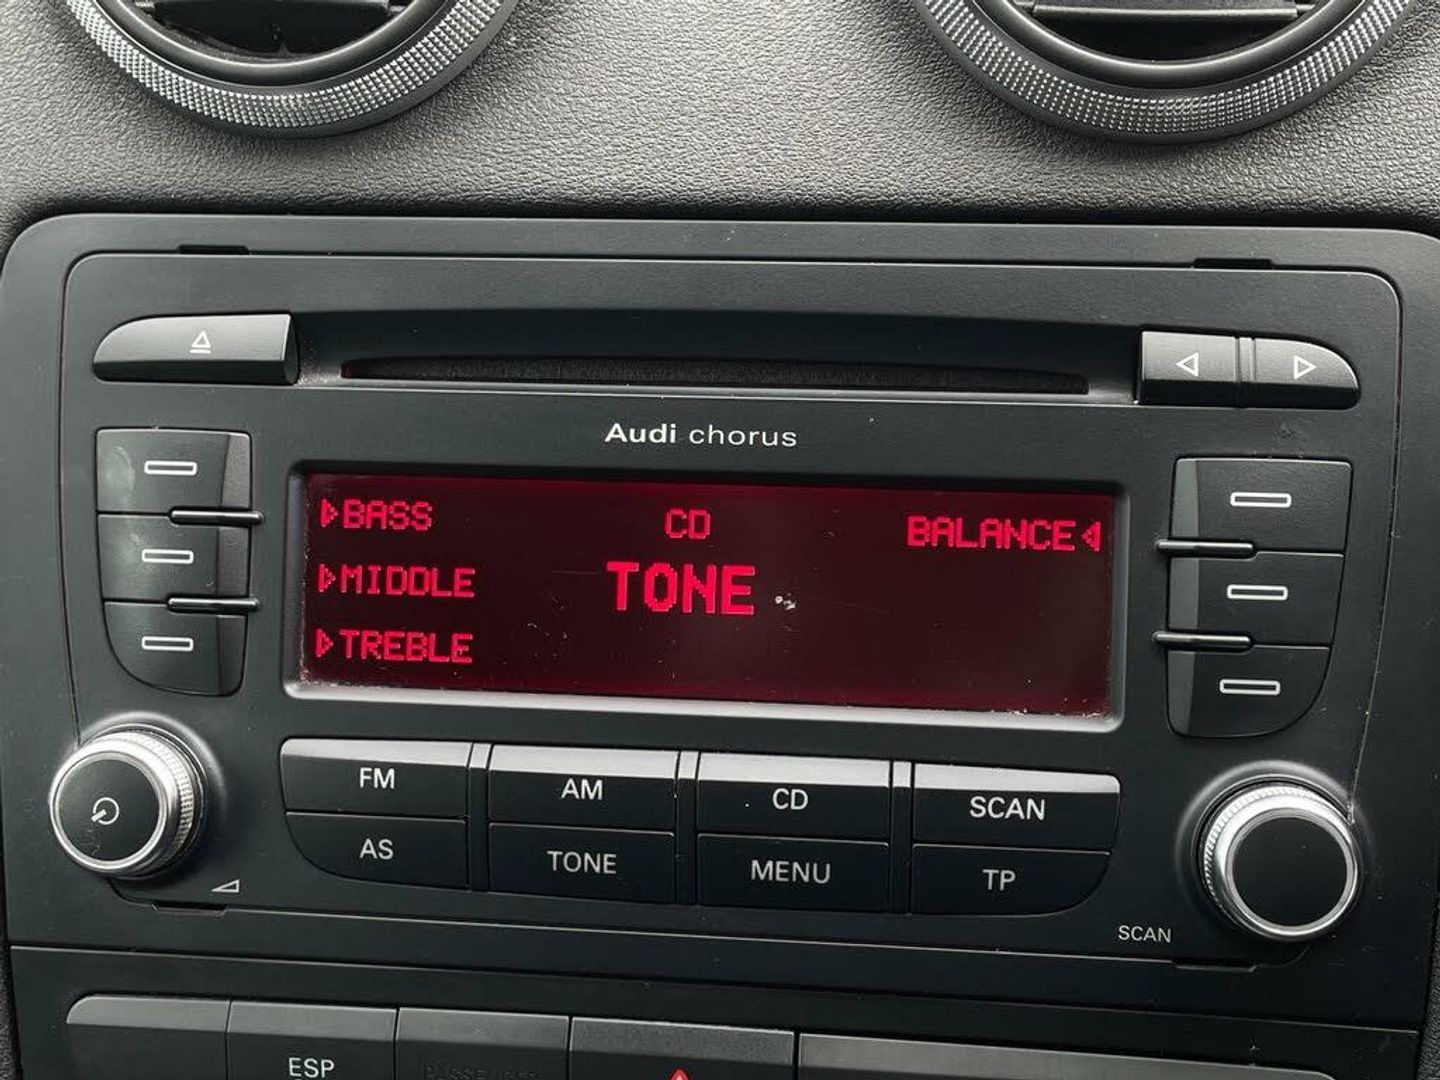 Audi chorus
BASS
CD
BALANCE
MIDDLE
TONE
TREBLE
FM
AM
CD
SCAN
AS
TONE
MENU
TP
SCAN
ESP